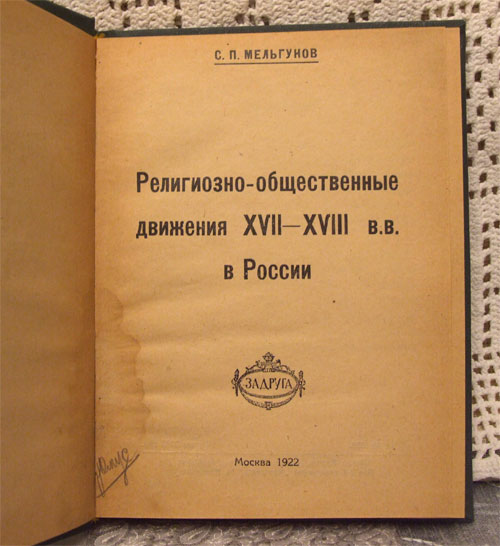 С. П. МЕЛЬГУНОВ
Религиозно-общественные
движения XVII—XVIII в.в.
в России
ЗАДРУГА
Москва 1922